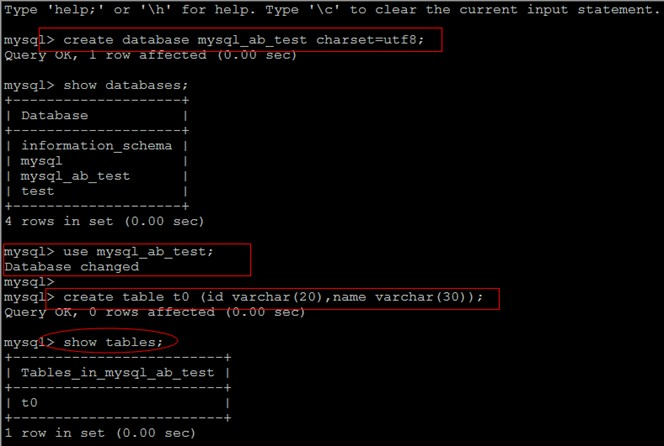 Type 'help;' or '\h' for help. Type '\c' to clear the current input statement.
mysql> create database mysql_ab_test charset=utf8;
Query OK, 1 row affected (0.00 sec)
mysql> show databases;
+--------------------+
| Database           |
+--------------------+
| information_schema |
| mysql              |
| mysql_ab_test      |
| test               |
+--------------------+
4 rows in set (0.00 sec)
mysql> use mysql_ab_test;
Database changed
mysql>
mysql> create table t0 (id varchar(20),name varchar(30));
Query OK, 0 rows affected (0.00 sec)
mysql> show tables;
+-------------------------+
| Tables_in_mysql_ab_test |
+-------------------------+
| t0                      |
+-------------------------+
1 row in set (0.00 sec)